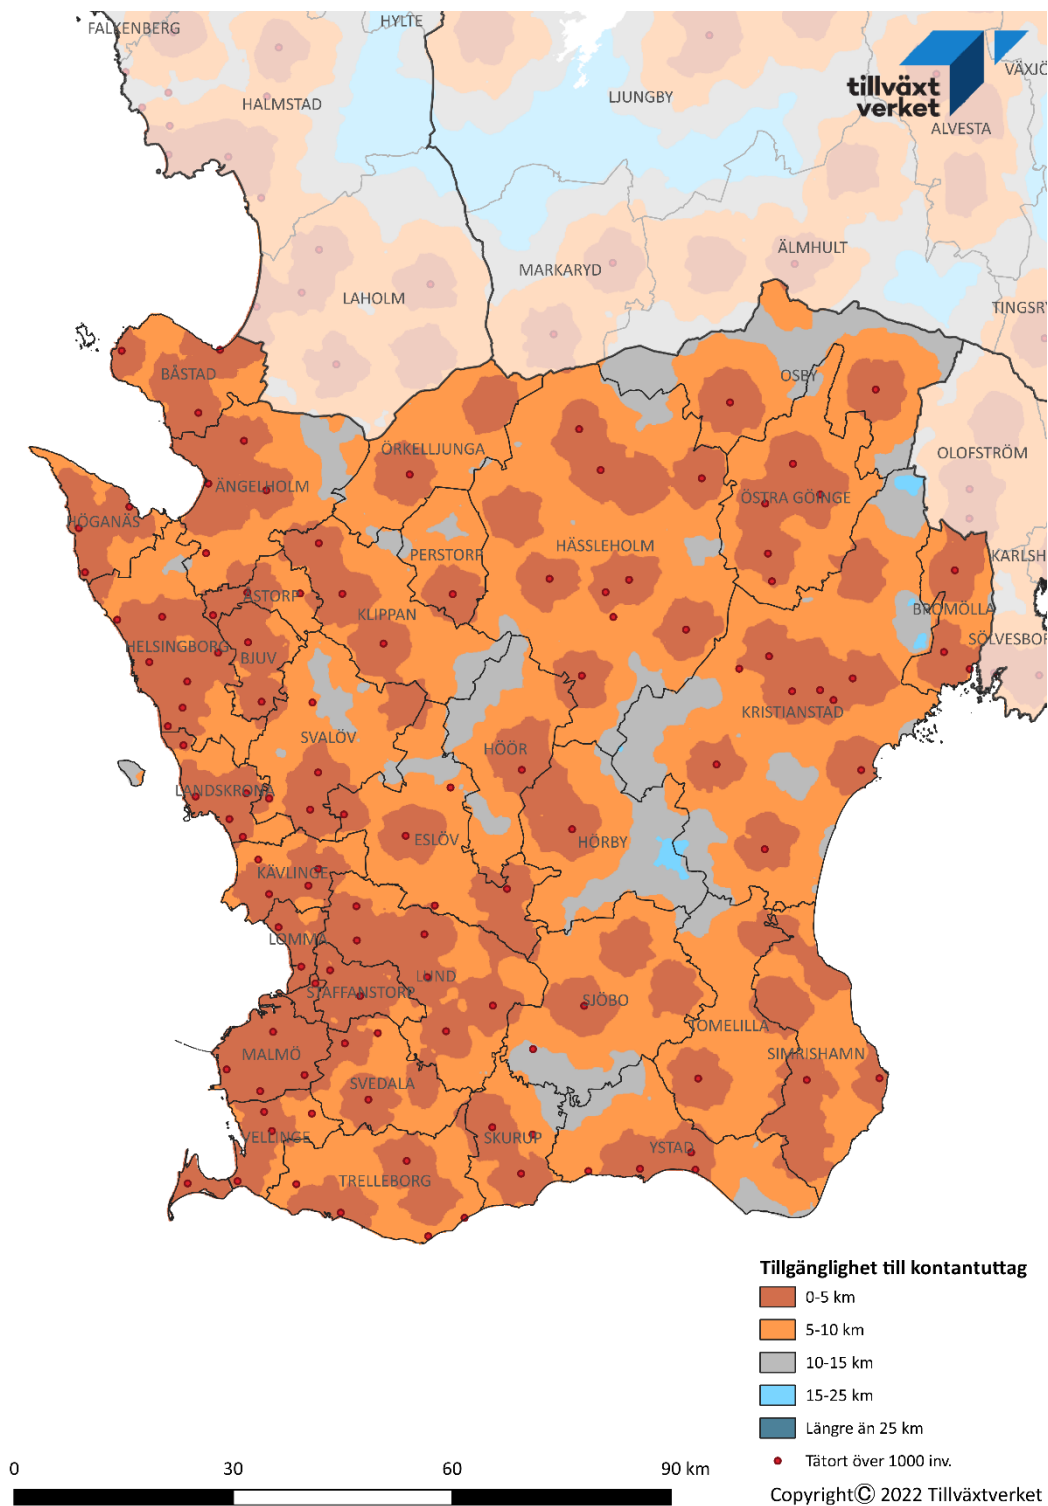 FALKENBERG
HYLTE
VÄXJÖ
tillväxt
verket
HALMSTAD
LJUNGBY
ALVESTA
ÄLMHULT
MARKARYD
LAHOLM
TINGSRY
BÅSTAD
OSBY
ÖRKELLJUNGA
OLOFSTRÖM
ÄNGELHOLM
ÖSTRA GÖINGE
HÖGANÄS
HÄSSLEHOLM
PERSTORP
KARLSH
ÅSTORP
KLIPPAN
BROMÖLLA
HELSINGBORG
SÖLVESBOR
BJUV
KRISTIANSTAD
SVALÖV
HÖÖR
LANDSKRONA
ESLÖV
HÖRBY
KÄVLINGE
LOMMA
LUND
STAFFANSTORP
SJÖBO
TOMELILLA
MALMÖ
SIMRISHAMN
SVEDALA
VELLINGE
SKURUP
YSTAD
TRELLEBORG
Tillgänglighet till kontantuttag
0-5 km
5-10 km
10-15 km
15-25 km
Längre än 25 km
Tätort över 1000 inv.
0 30 60 90 km
Copyright© 2022 Tillväxtverket